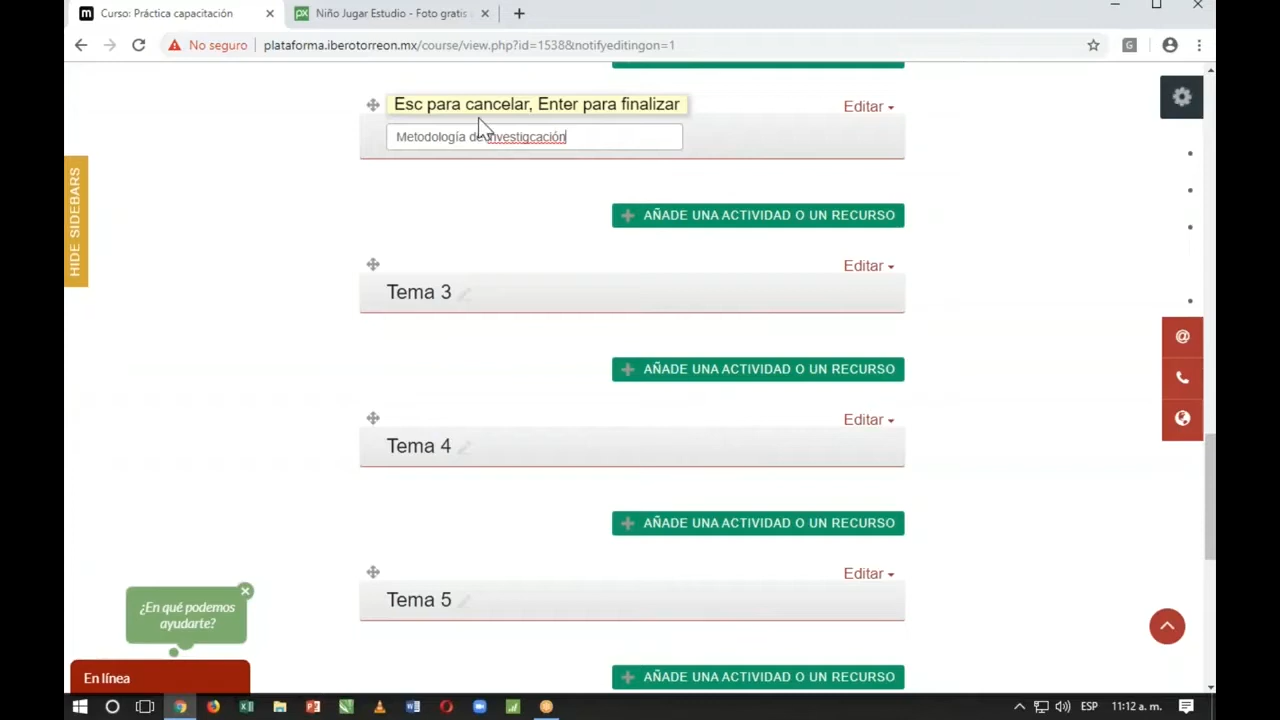 Curso: Práctica capacitación
Niño Jugar Estudio - Foto gratis
No seguro
plataforma.iberotorreon.mx/course/view.php?id=1538&notifyeditingon=1
Esc para cancelar, Enter para finalizar
Editar
Metodología de investigcación
HIDE SIDEBARS
AÑADE UNA ACTIVIDAD O UN RECURSO
Editar
Tema 3
AÑADE UNA ACTIVIDAD O UN RECURSO
Editar
Tema 4
AÑADE UNA ACTIVIDAD O UN RECURSO
Editar
Tema 5
¿En qué podemos
ayudarte?
AÑADE UNA ACTIVIDAD O UN RECURSO
En línea
ESP
11:12 a. m.